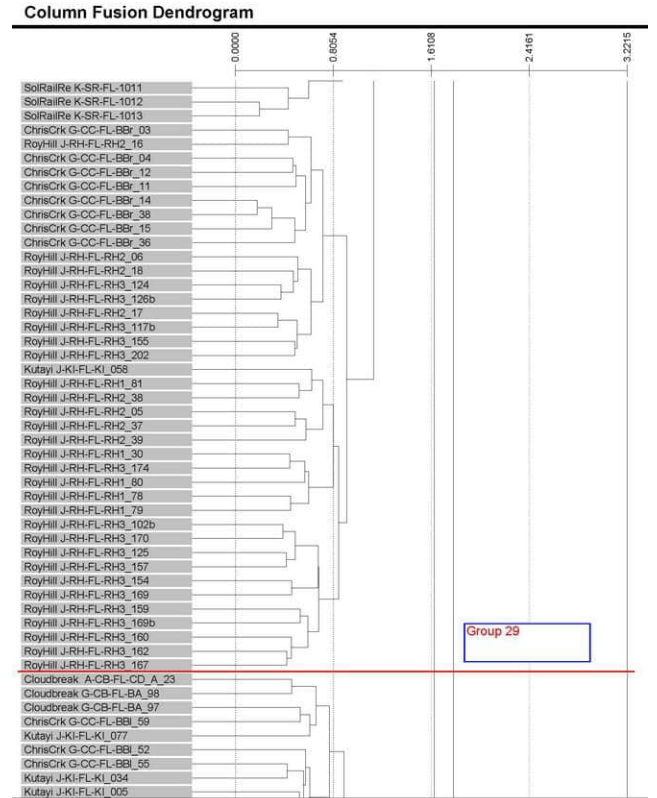 Column Fusion Dendrogram
0.0000
0.8054
1.6108
2.4161
3.2215
SolRailRe K-SR-FL-1011
SolRailRe K-SR-FL-1012
SolRailRe K-SR-FL-1013
ChrisCrk G-CC-FL-BBr_03
RoyHill J-RH-FL-RH2_16
ChrisCrk G-CC-FL-BBr_04
ChrisCrk G-CC-FL-BBr_12
ChrisCrk G-CC-FL-BBr_11
ChrisCrk G-CC-FL-BBr_14
ChrisCrk G-CC-FL-BBr_38
ChrisCrk G-CC-FL-BBr_15
ChrisCrk G-CC-FL-BBr_36
RoyHill J-RH-FL-RH2_06
RoyHill J-RH-FL-RH2_18
RoyHill J-RH-FL-RH3_124
RoyHill J-RH-FL-RH3_126b
RoyHill J-RH-FL-RH2_17
RoyHill J-RH-FL-RH3_117b
RoyHill J-RH-FL-RH3_155
RoyHill J-RH-FL-RH3_202
Kutayi J-KI-FL-KI_058
RoyHill J-RH-FL-RH1_81
RoyHill J-RH-FL-RH2_38
RoyHill J-RH-FL-RH2_05
RoyHill J-RH-FL-RH2_37
RoyHill J-RH-FL-RH2_39
RoyHill J-RH-FL-RH1_30
RoyHill J-RH-FL-RH3_174
RoyHill J-RH-FL-RH1_80
RoyHill J-RH-FL-RH1_78
RoyHill J-RH-FL-RH1_79
RoyHill J-RH-FL-RH3_102b
RoyHill J-RH-FL-RH3_170
RoyHill J-RH-FL-RH3_125
RoyHill J-RH-FL-RH3_157
RoyHill J-RH-FL-RH3_154
RoyHill J-RH-FL-RH3_169
RoyHill J-RH-FL-RH3_159
RoyHill J-RH-FL-RH3_169b
Group 29
RoyHill J-RH-FL-RH3_160
RoyHill J-RH-FL-RH3_162
RoyHill J-RH-FL-RH3_167
Cloudbreak A-CB-FL-CD_A_23
Cloudbreak G-CB-FL-BA_98
Cloudbreak G-CB-FL-BA_97
ChrisCrk G-CC-FL-BBl_59
Kutayi J-KI-FL-KI_077
ChrisCrk G-CC-FL-BBl_52
ChrisCrk G-CC-FL-BBl_55
Kutayi J-KI-FL-KI_034
Kutayi J-KI-FL-KI_005